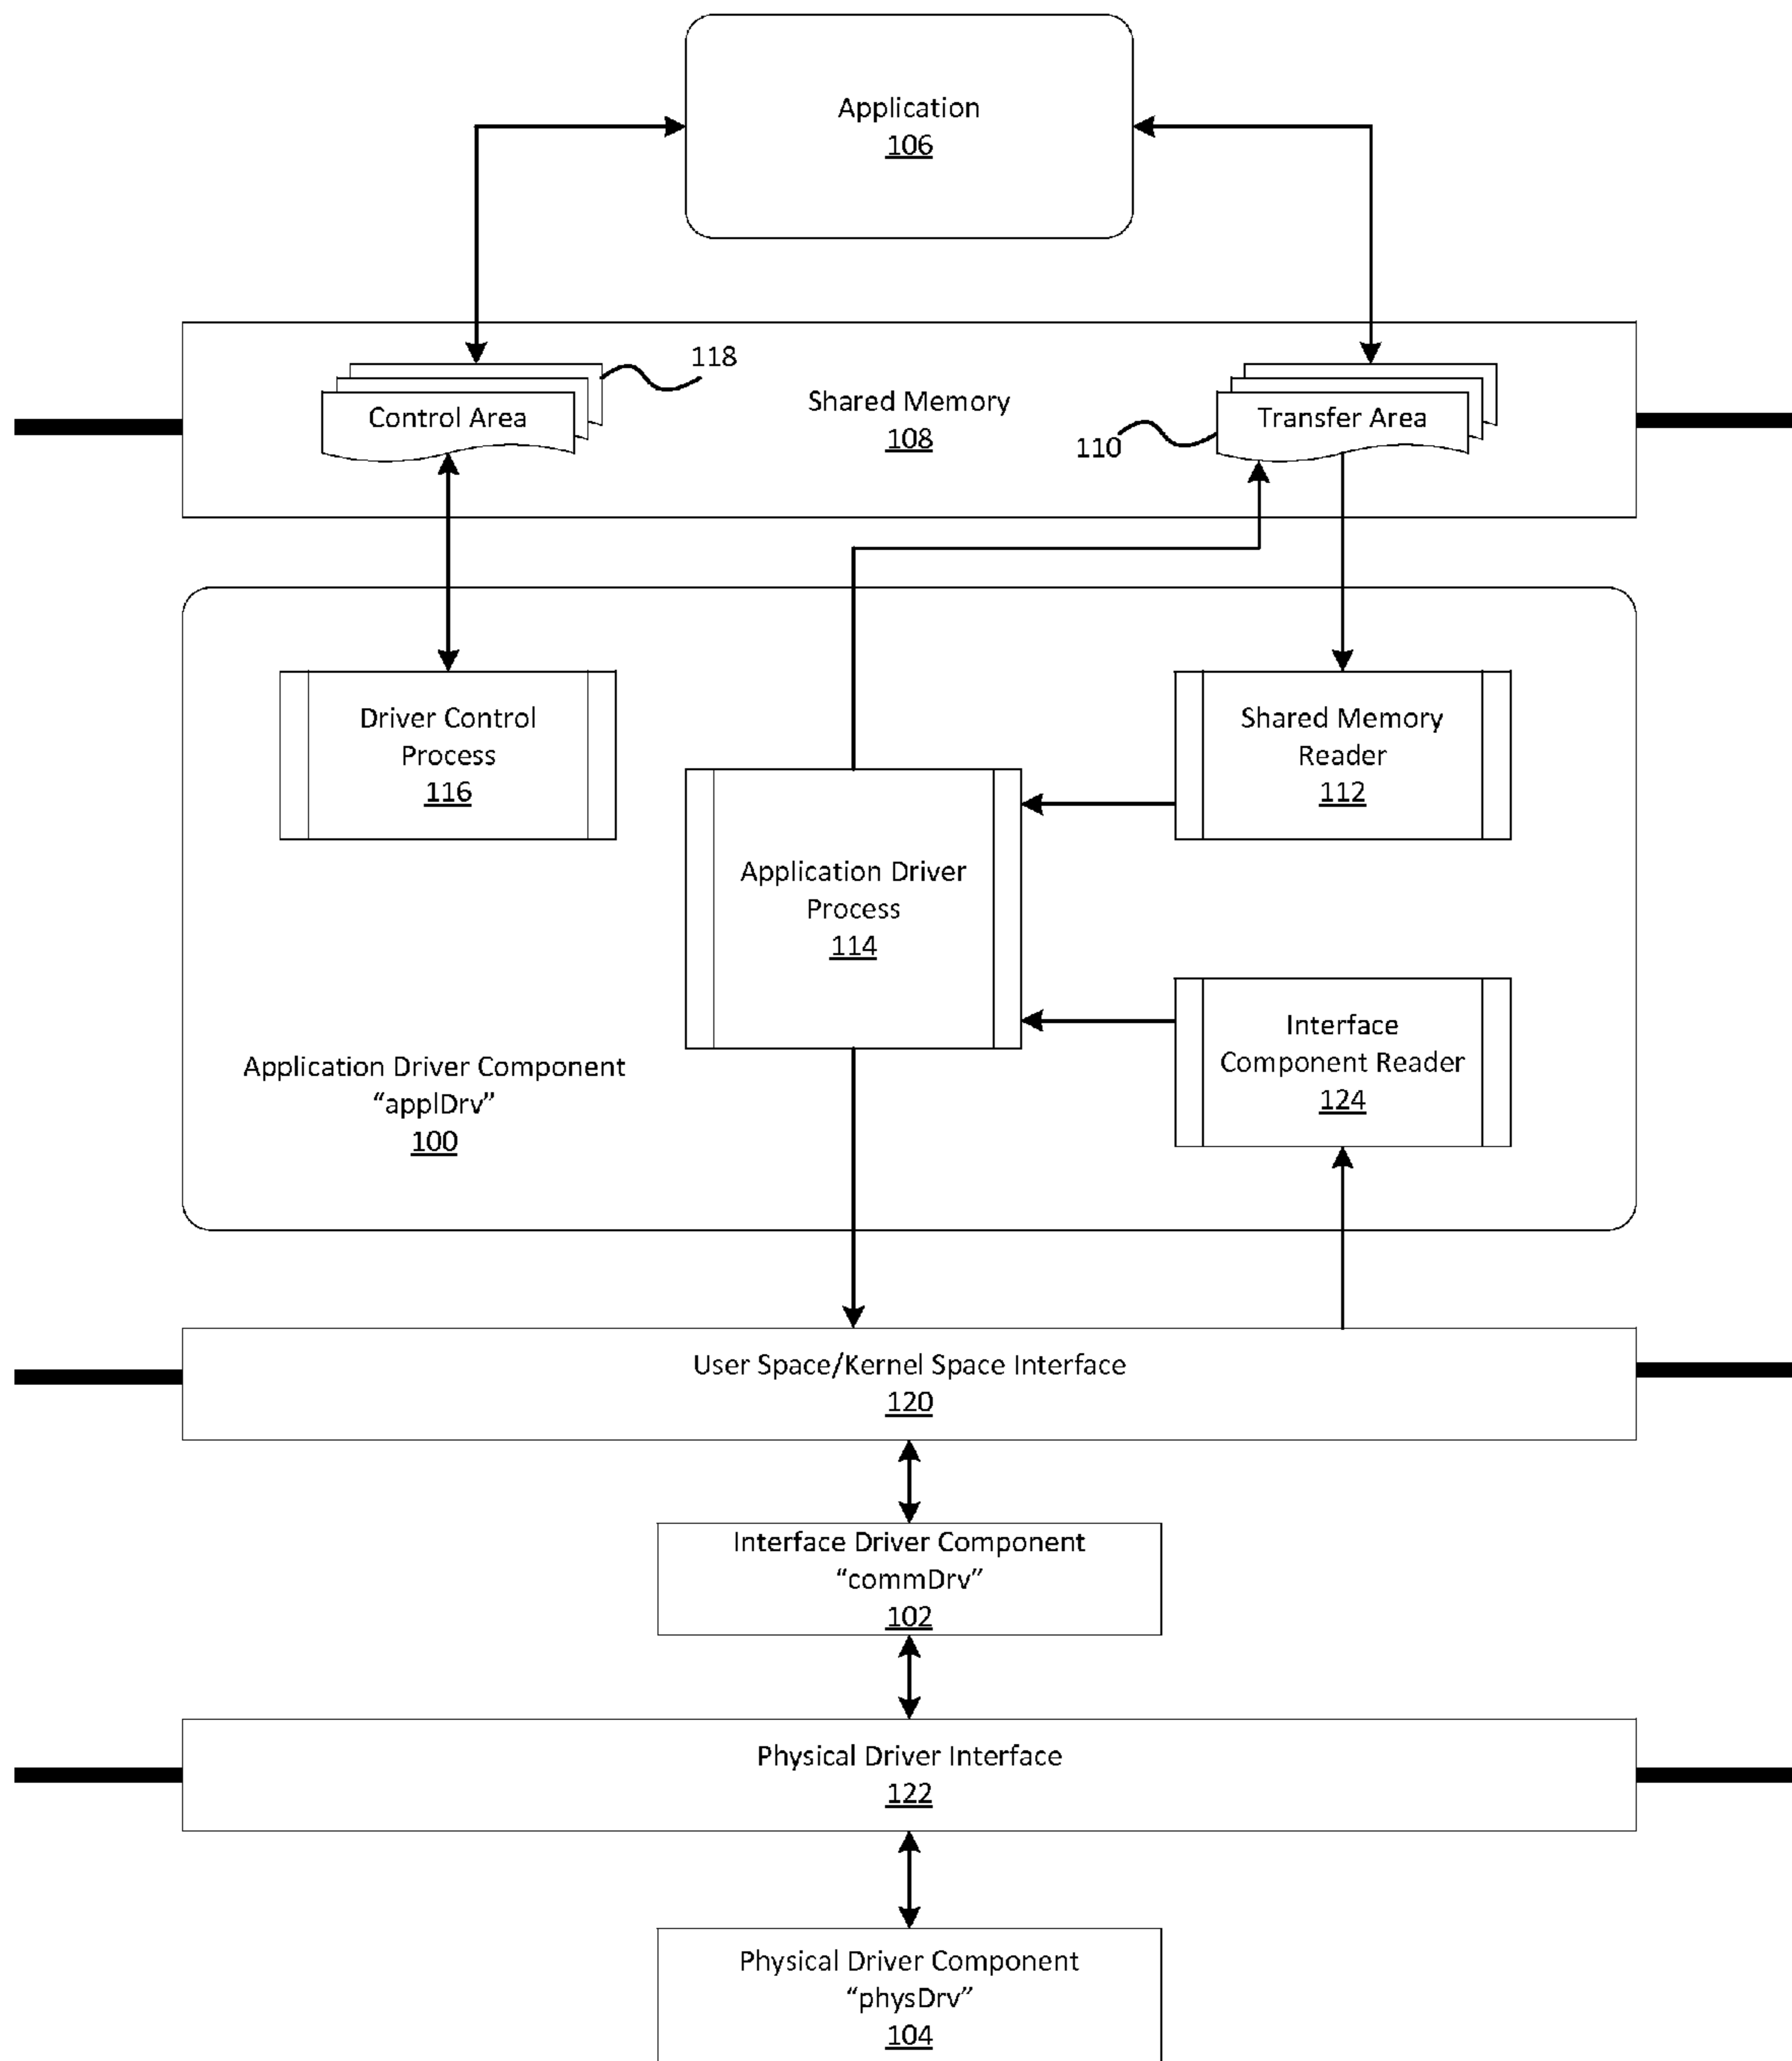 Application
106
118
Control Area
Shared Memory
108
Transfer Area
110
Driver Control
Process
116
Shared Memory
Reader
112
Application Driver
Process
114
Interface
Component Reader
124
Application Driver Component
“applDrv”
100
User Space/Kernel Space Interface
120
Interface Driver Component
“commDrv”
102
Physical Driver Interface
122
Physical Driver Component
“physDrv”
104